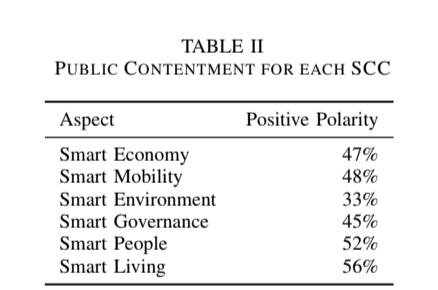 TABLE II
PUBLIC CONTENTMENT FOR EACH SCC
Aspect Positive Polarity
Smart Economy 47%
Smart Mobility 48%
Smart Environment 33%
Smart Governance 45%
Smart People 52%
Smart Living 56%